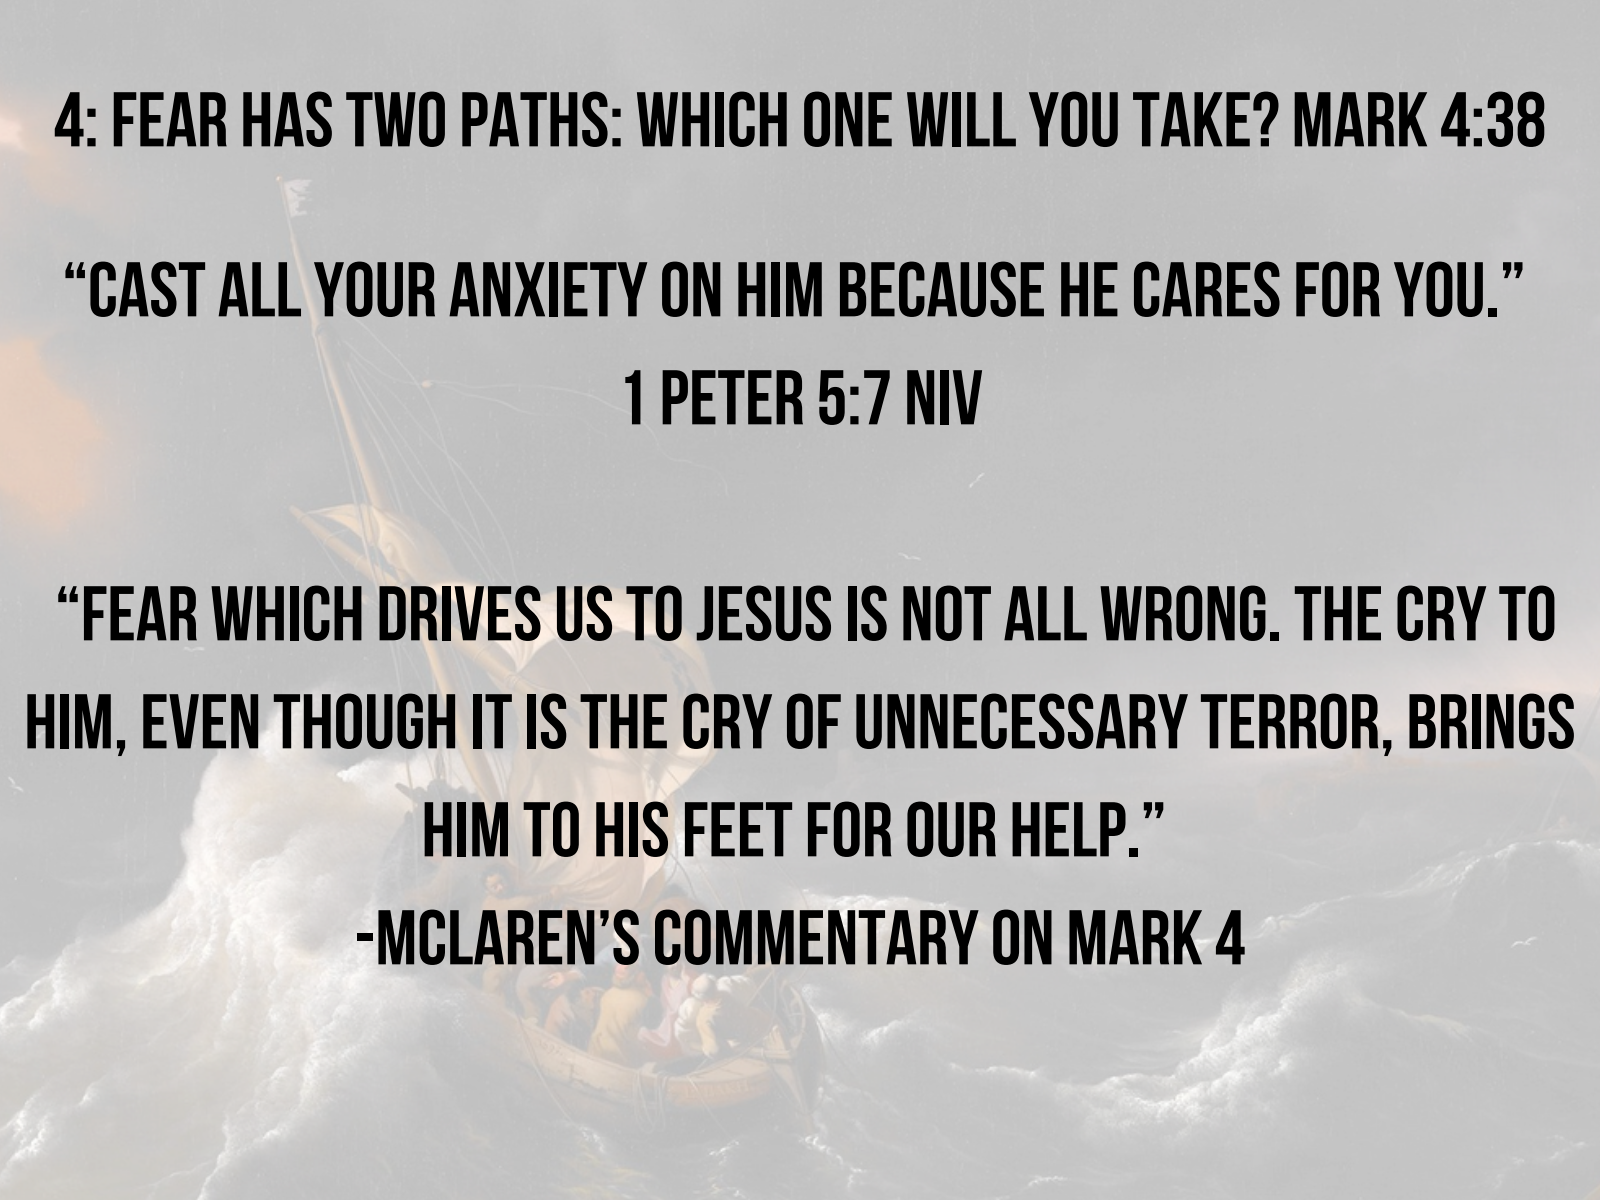 4: FEAR HAS TWO PATHS: WHICH ONE WILL YOU TAKE? MARK 4:38
“CAST ALL YOUR ANXIETY ON HIM BECAUSE HE CARES FOR YOU.”
1 PETER 5:7 NIV
“FEAR WHICH DRIVES US TO JESUS IS NOT ALL WRONG. THE CRY TO
HIM, EVEN THOUGH IT IS THE CRY OF UNNECESSARY TERROR, BRINGS
HIM TO HIS FEET FOR OUR HELP.”
-MCLAREN’S COMMENTARY ON MARK 4